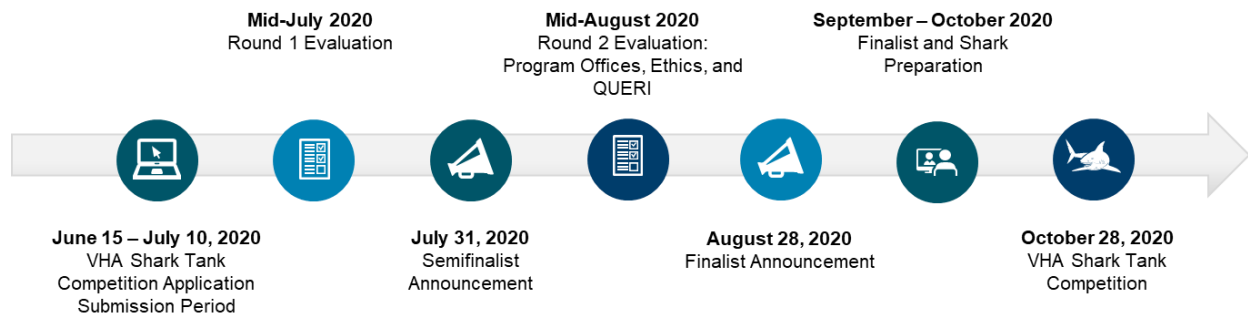 Mid-July 2020
Round 1 Evaluation
Mid-August 2020
Round 2 Evaluation:
Program Offices, Ethics, and
QUERI
September – October 2020
Finalist and Shark
Preparation
June 15 – July 10, 2020
VHA Shark Tank
Competition Application
Submission Period
July 31, 2020
Semifinalist
Announcement
August 28, 2020
Finalist Announcement
October 28, 2020
VHA Shark Tank
Competition